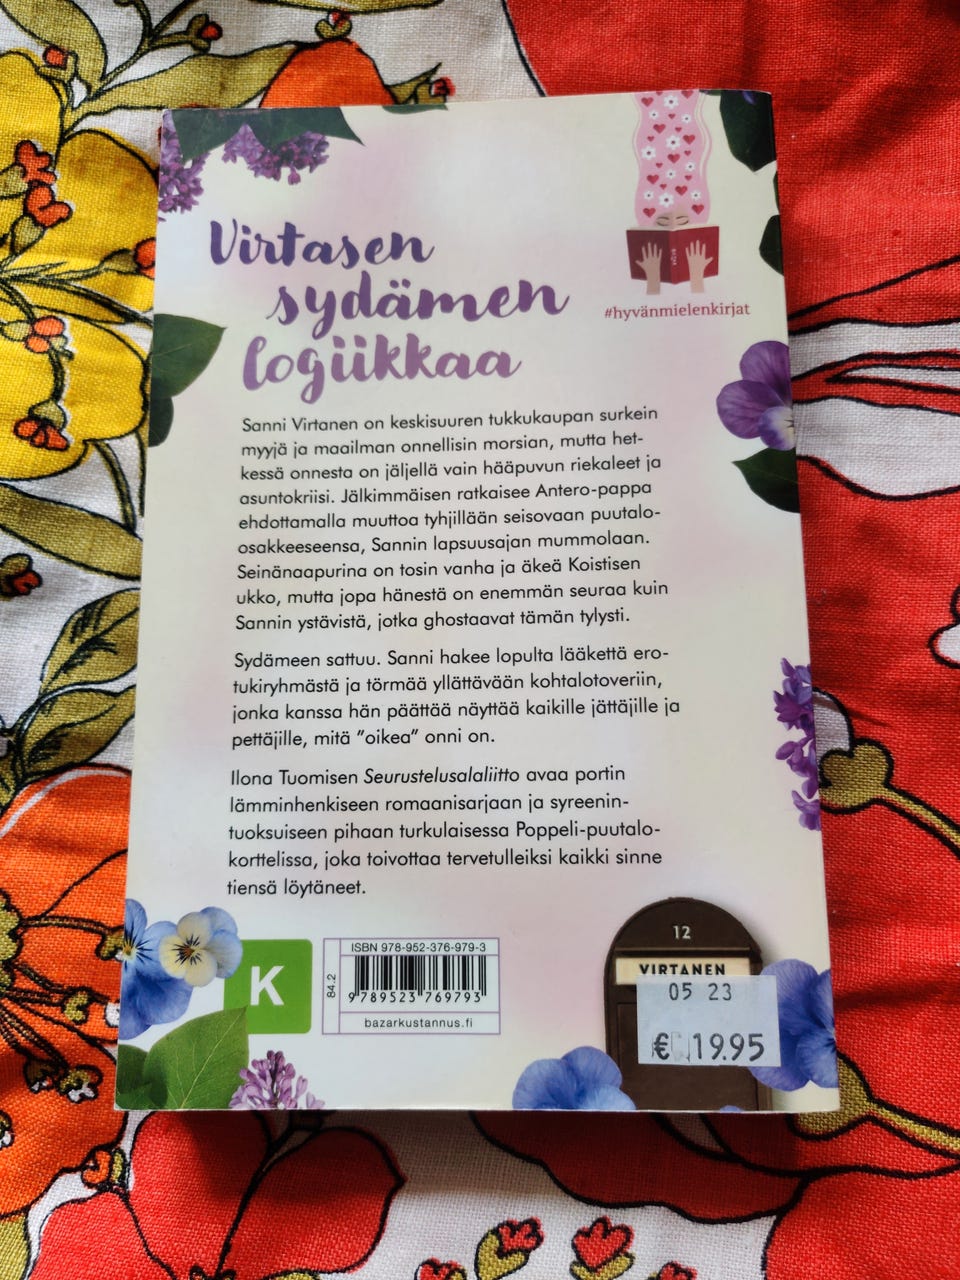 Virtasen
sydämen
logiikkaa
#hyvänmielenkirjat
Sanni Virtanen on keskisuuren tukkukaupan surkein
myyjä ja maailman onnellisin morsian, mutta het-
kessä onnesta on jäljellä vain hääpuvun riekaleet ja
asuntokriisi. Jälkimmäisen ratkaisee Antero-pappa
ehdottamalla muuttoa tyhjillään seisovaan puutalo-
osakkeeseensa, Sannin lapsuusajan mummolaan.
Seinänaapurina on tosin vanha ja äkeä Koistisen
ukko, mutta jopa hänestä on enemmän seuraa kuin
Sannin ystävistä, jotka ghostaavat tämän tylysti.
Sydämeen sattuu. Sanni hakee lopulta lääkettä ero-
tukiryhmästä ja törmää yllättävään kohtalotoveriin,
jonka kanssa hän päättää näyttää kaikille jättäjille ja
pettäjille, mitä ”oikea” onni on.
Ilona Tuomisen Seurustelusalaliitto avaa portin
lämminhenkiseen romaanisarjaan ja syreenin-
tuoksuiseen pihaan turkulaisessa Poppeli-puutalo-
korttelissa, joka toivottaa tervetulleiksi kaikki sinne
tiensä löytäneet.
K
84.2
ISBN 978-952-376-979-3
9 789523 769793
bazarkustannus.fi
12
VIRTANEN
05 23
€ 19.95